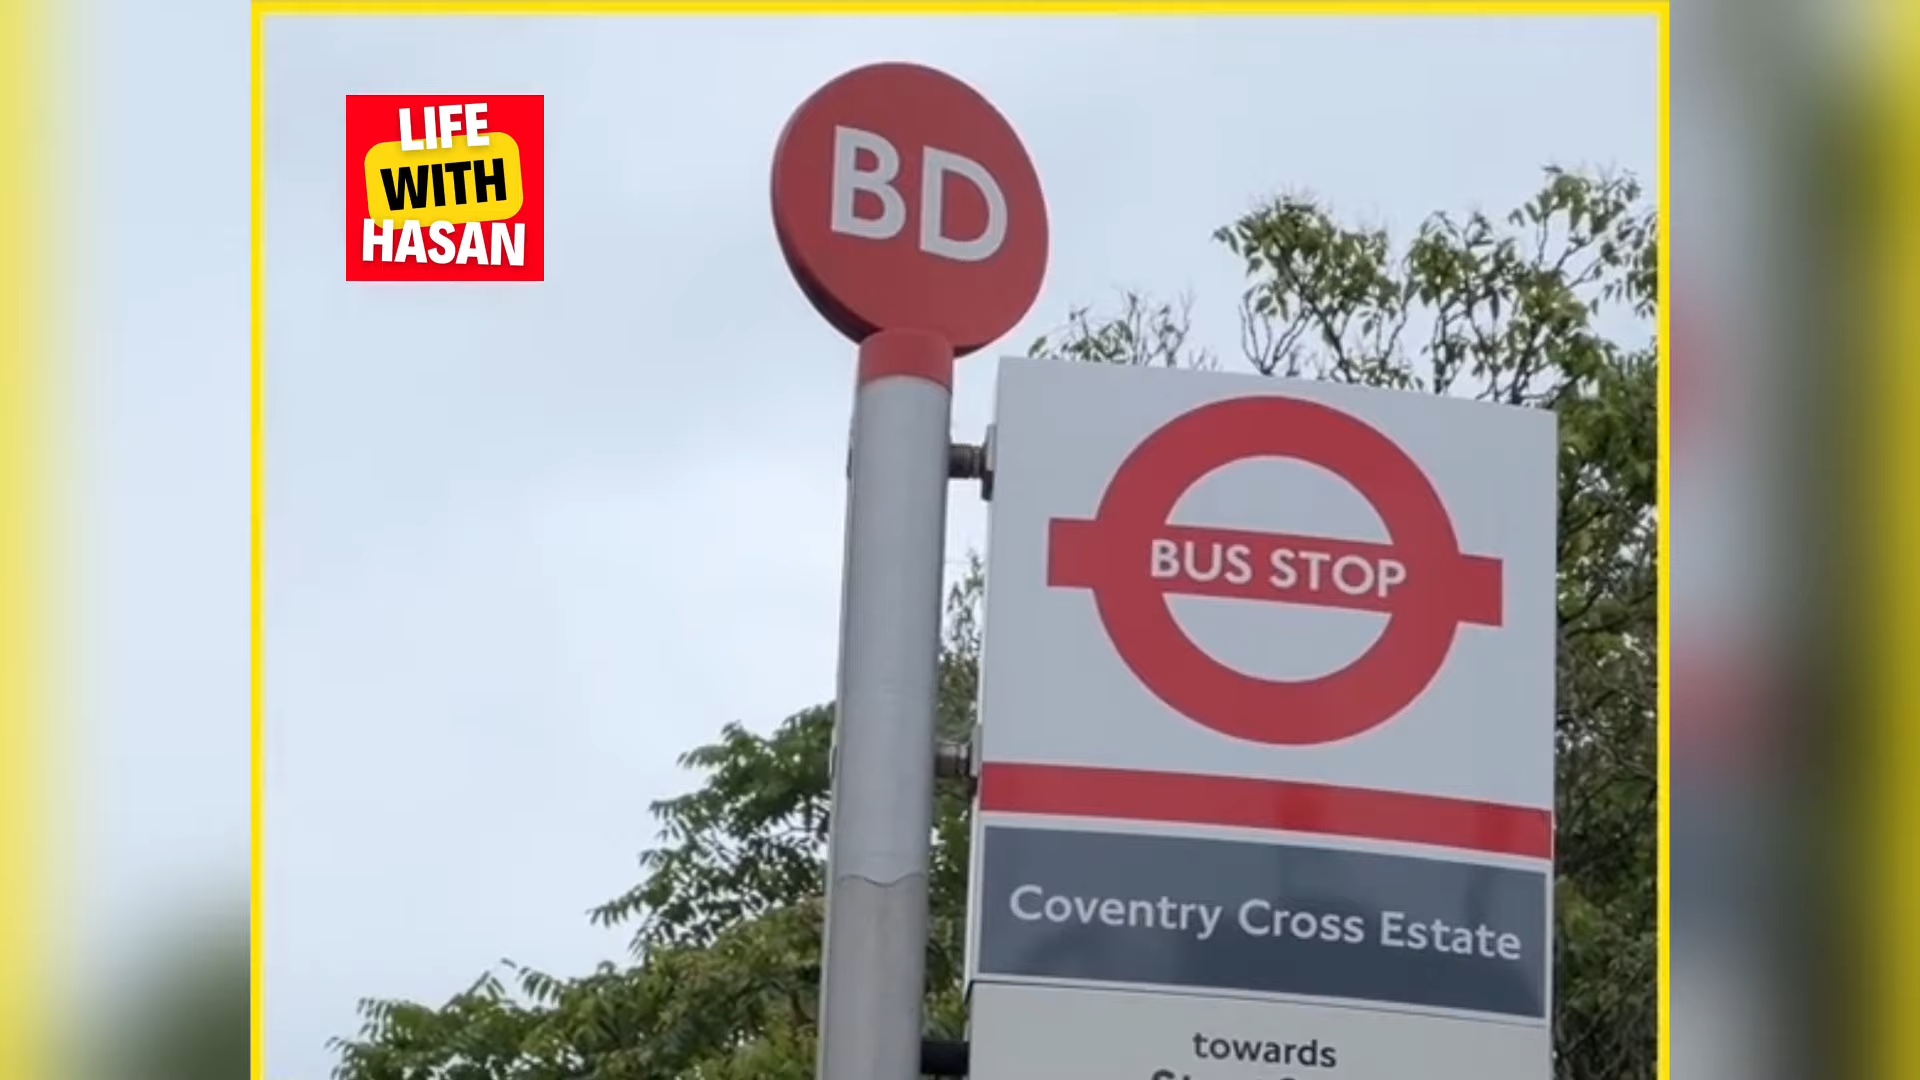 LIFE
WITH
HASAN
BD
BUS STOP
Coventry Cross Estate
towards